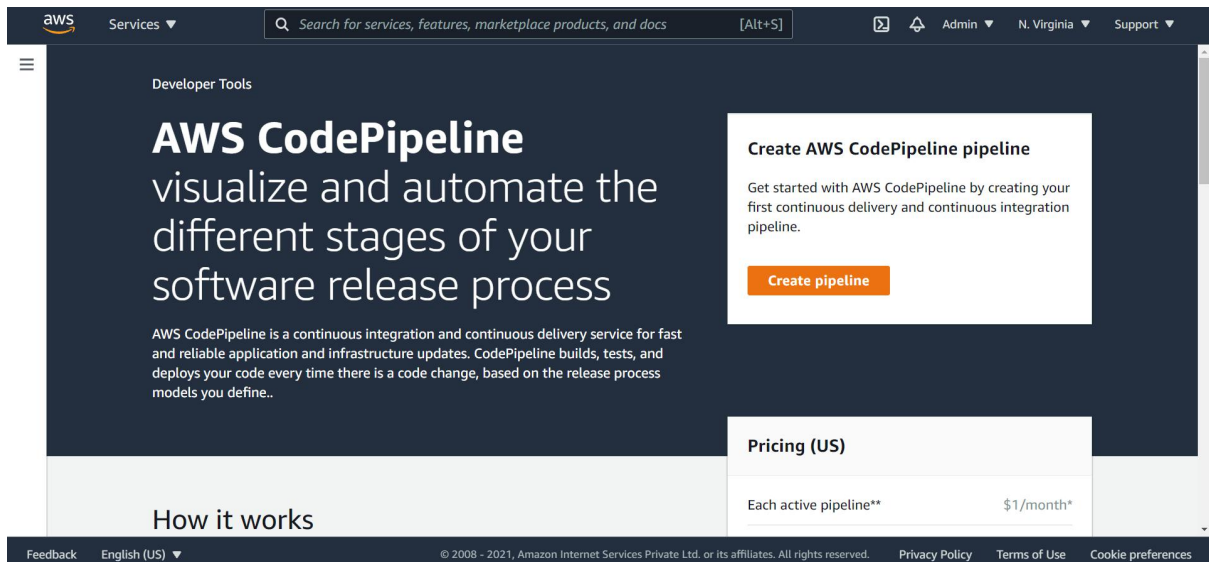 aws
Services ▼
Search for services, features, marketplace products, and docs
[Alt+S]
Admin ▼
N. Virginia ▼
Support ▼
Developer Tools
AWS CodePipeline
visualize and automate the
different stages of your
software release process
AWS CodePipeline is a continuous integration and continuous delivery service for fast
and reliable application and infrastructure updates. CodePipeline builds, tests, and
deploys your code every time there is a code change, based on the release process
models you define..
Create AWS CodePipeline pipeline
Get started with AWS CodePipeline by creating your
first continuous delivery and continuous integration
pipeline.
Create pipeline
Pricing (US)
Each active pipeline** $1/month*
How it works
Feedback
English (US) ▼
© 2008 - 2021, Amazon Internet Services Private Ltd. or its affiliates. All rights reserved.
Privacy Policy
Terms of Use
Cookie preferences